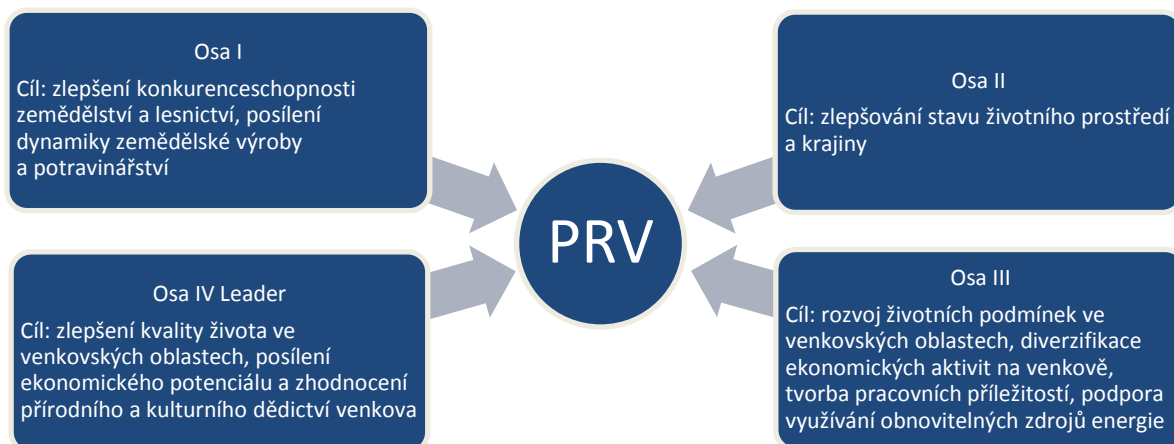 Osa I
Cíl: zlepšení konkurenceschopnosti
zemědělství a lesnictví, posílení
dynamiky zemědělské výroby
a potravinářství
Osa II
Cíl: zlepšování stavu životního prostředí
a krajiny
PRV
Osa IV Leader
Cíl: zlepšení kvality života ve
venkovských oblastech, posílení
ekonomického potenciálu a zhodnocení
přírodního a kulturního dědictví venkova
Osa III
Cíl: rozvoj životních podmínek ve
venkovských oblastech, diverzifikace
ekonomických aktivit na venkově,
tvorba pracovních příležitostí, podpora
využívání obnovitelných zdrojů energie